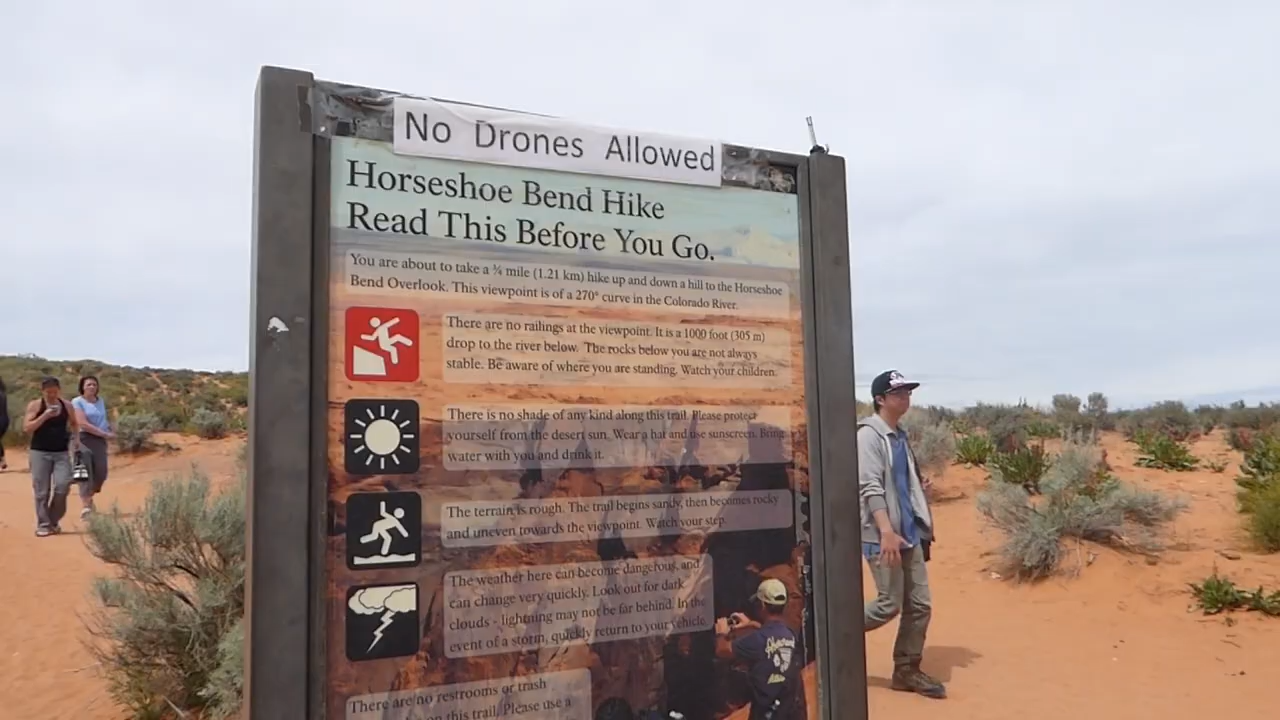 No Drones Allowed
Horseshoe Bend Hike
Read This Before You Go.
You are about to take a ¾ mile (1.21 km) hike up and down a hill to the Horseshoe
Bend Overlook. This viewpoint is of a 270° curve in the Colorado River.
There are no railings at the viewpoint. It is a 1000 foot (305 m)
drop to the river below. The rocks below you are not always
stable. Be aware of where you are standing. Watch your children.
There is no shade of any kind along this trail. Please protect
yourself from the desert sun. Wear a hat and use sunscreen. Bring
water with you and drink it.
The terrain is rough. The trail begins sandy, then becomes rocky
and uneven towards the viewpoint. Watch your step.
The weather here can become dangerous, and
can change very quickly. Look out for dark
clouds - lightning may not be far behind. In the
event of a storm, quickly return to your vehicle.
There are no restrooms or trash
on this trail. Please use a